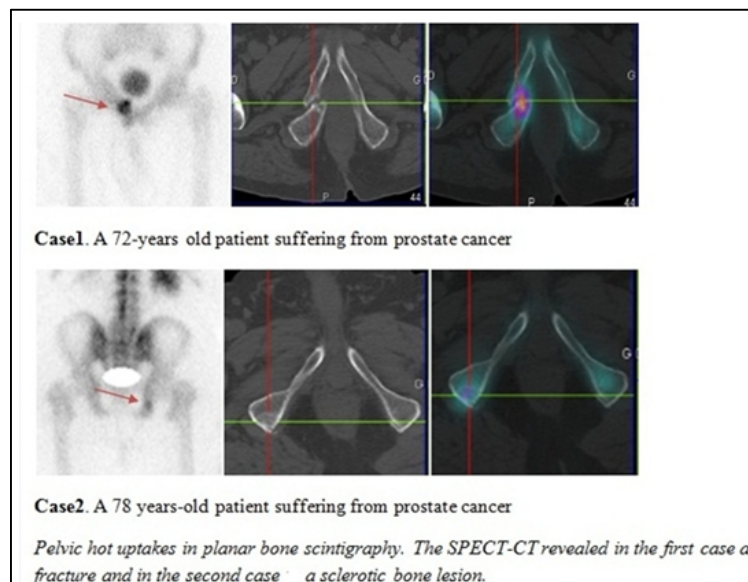 D
G
P
44
44
Case1. A 72-years old patient suffering from prostate cancer
G
G
Case2. A 78 years-old patient suffering from prostate cancer
Pelvic hot uptakes in planar bone scintigraphy. The SPECT-CT revealed in the first case a
fracture and in the second case a sclerotic bone lesion.